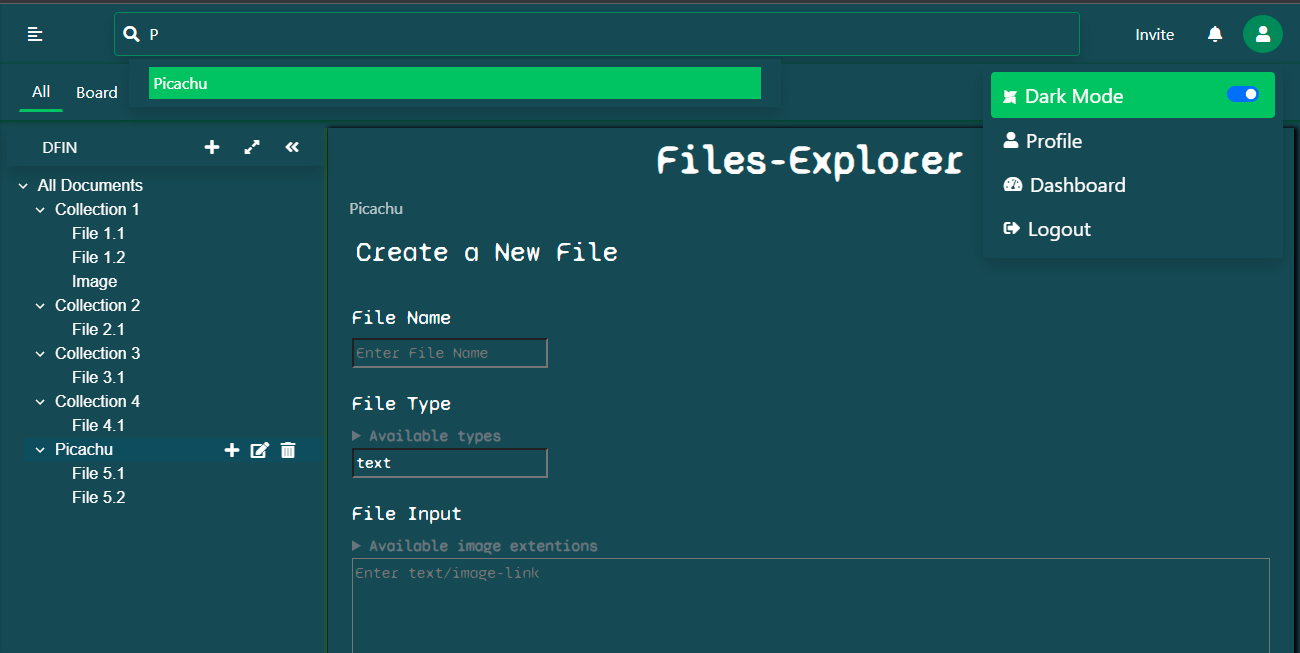 P
Invite
All
Board
Picachu
Dark Mode
Profile
Dashboard
Logout
DFIN
All Documents
Collection 1
File 1.1
File 1.2
Image
Collection 2
File 2.1
Collection 3
File 3.1
Collection 4
File 4.1
Picachu
File 5.1
File 5.2
Files-Explorer
Picachu
Create a New File
File Name
Enter File Name
File Type
Available types
text
File Input
Available image extentions
Enter text/image-link